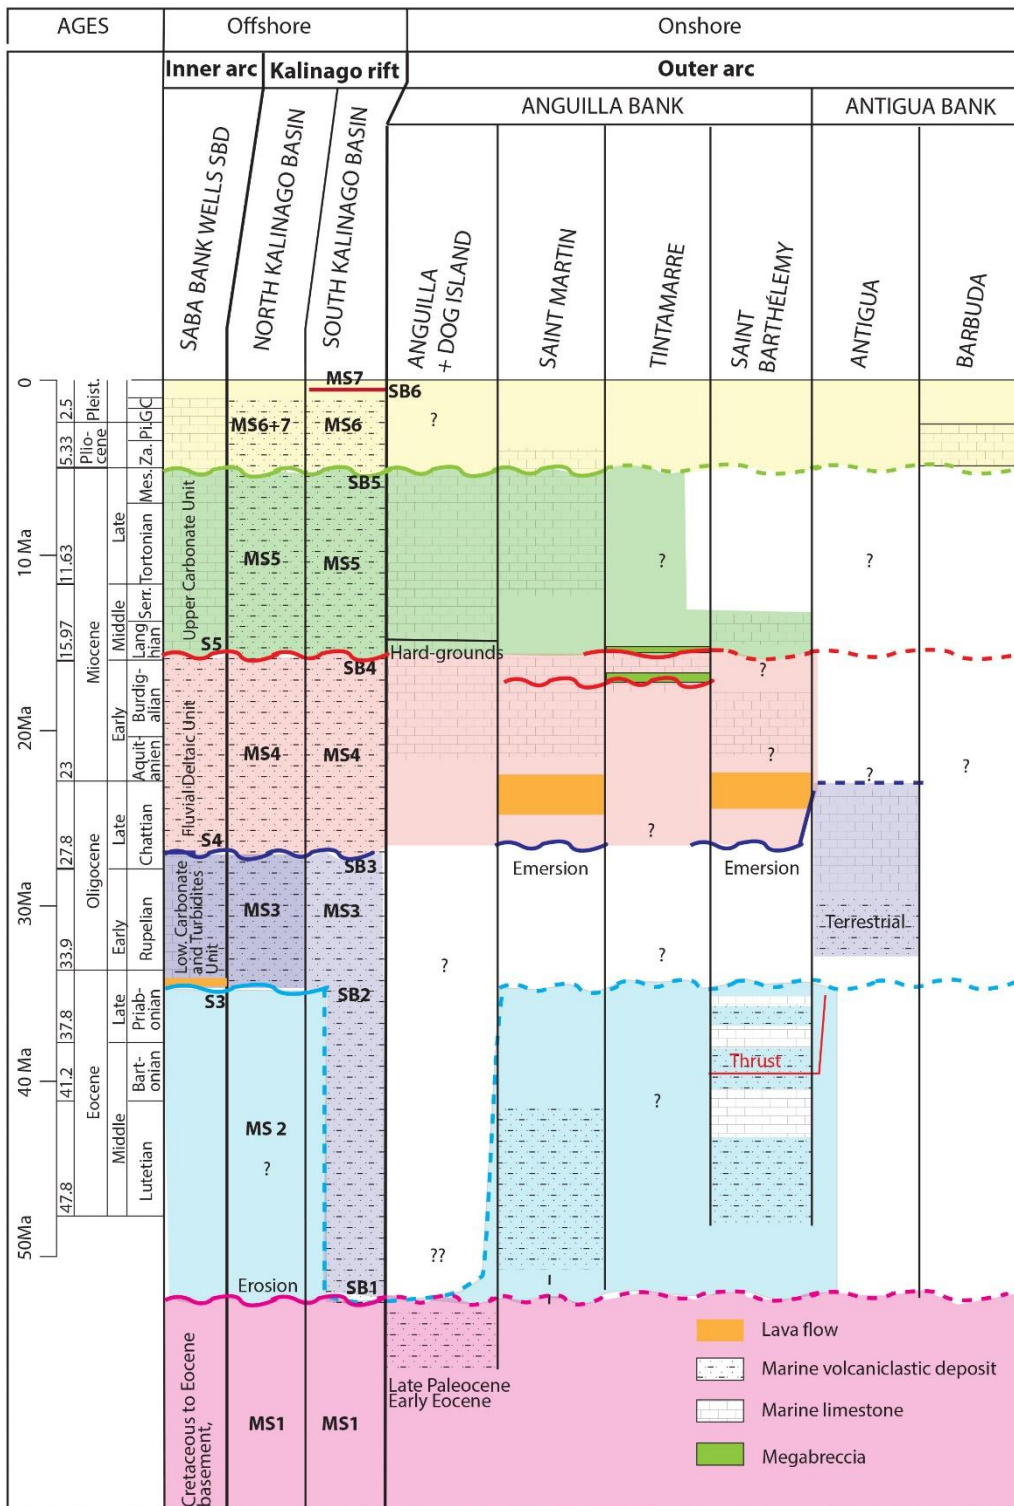 AGES
Offshore
Onshore
Inner arc
Kalinago rift
Outer arc
ANGUILLA BANK
ANTIGUA BANK
SABA BANK WELLS SBD
NORTH KALINAGO BASIN
SOUTH KALINAGO BASIN
ANGUILLA
+ DOG ISLAND
SAINT MARTIN
TINTAMARRE
SAINT
BARTHÉLEMY
ANTIGUA
BARBUDA
0
10 Ma
20Ma
30Ma
40 Ma
50Ma
2.5
5.33
11.63
15.97
23
27.8
33.9
37.8
41.2
47.8
Pleist.
Plio-
cene
Miocene
Oligocene
Eocene
Late
Middle
Early
Late
Early
Late
Middle
GC
Pi.
Za.
Mes.
Tortonian
Serr.
Lang
hian
Burdig-
alian
Aquit-
anien
Chattian
Rupelian
Priab-
onian
Bart-
onian
Lutetian
MS7
SB6
MS6+7
MS6
?
SB5
Upper Carbonate Unit
MS5
MS5
?
?
S5
Hard-grounds
SB4
?
Fluvial-Deltaic Unit
MS4
MS4
?
?
?
?
S4
SB3
Emersion
Emersion
Low. Carbonate
and Turbidites
Unit
MS3
MS3
Terrestrial
?
?
S3
SB2
Thrust
MS 2
?
?
??
Erosion
SB1
Cretaceous to Eocene
basement,
MS1
MS1
Late Paleocene
Early Eocene
Lava flow
Marine volcaniclastic deposit
Marine limestone
Megabreccia